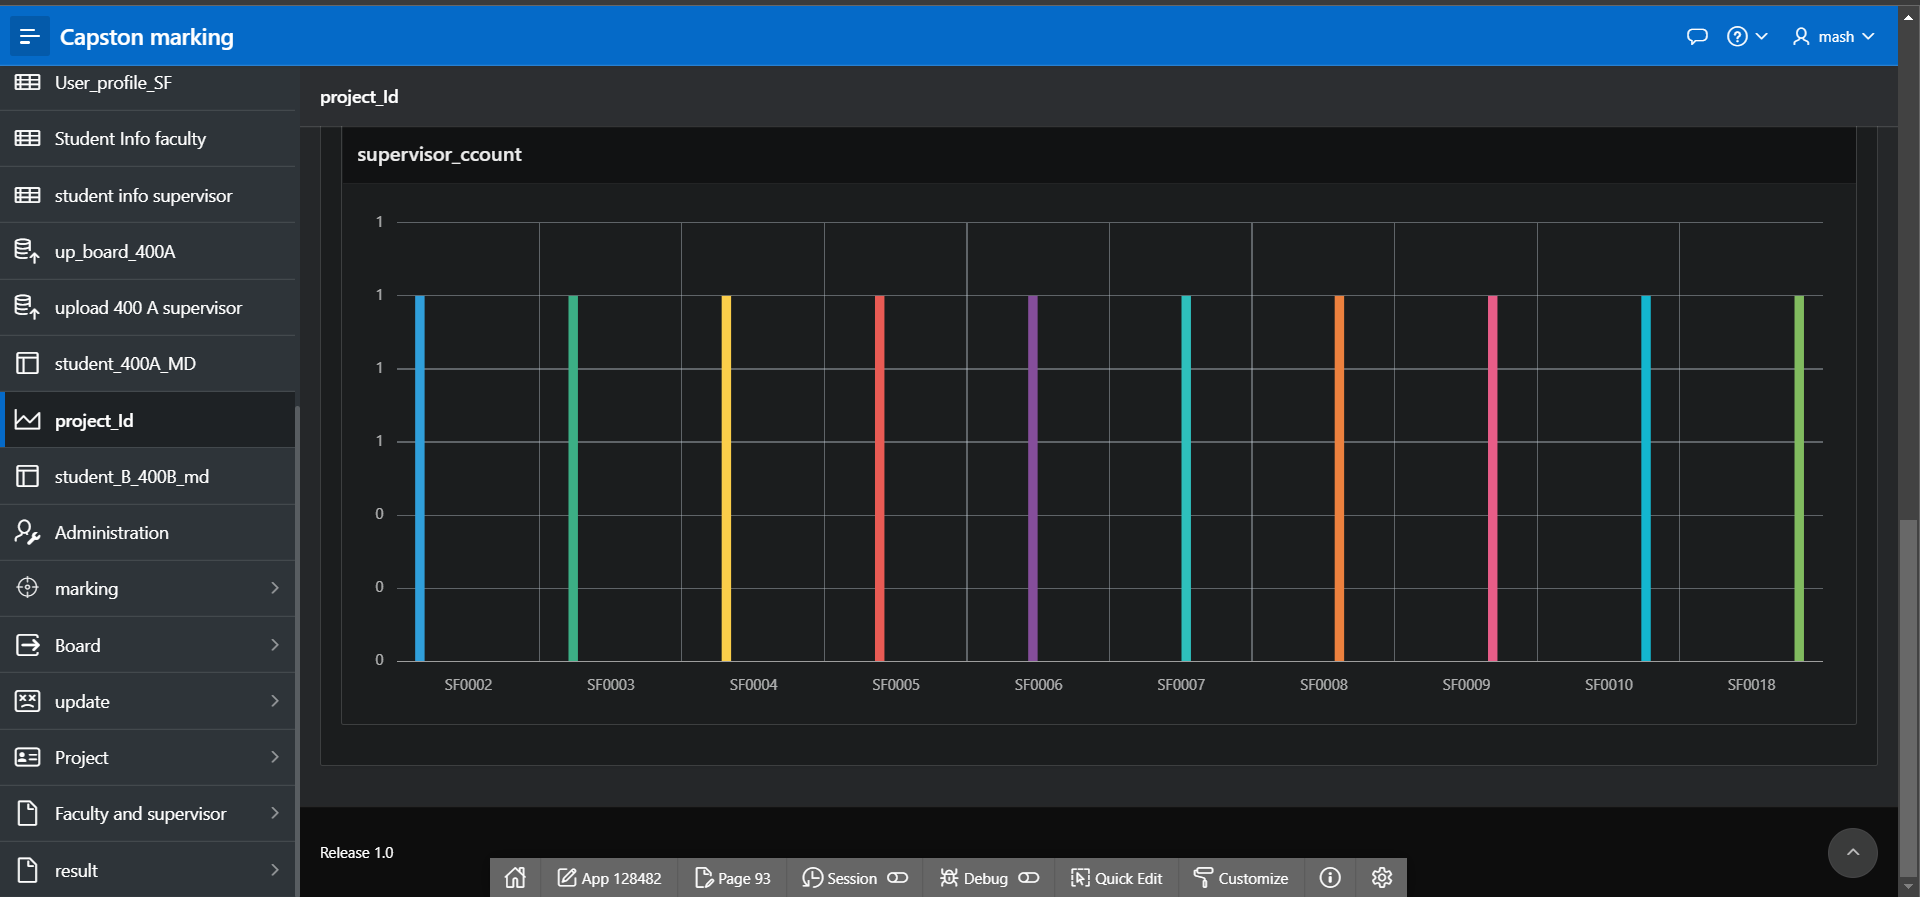 Capston marking
mash
User_profile_SF
Student Info faculty
student info supervisor
up_board_400A
upload 400 A supervisor
student_400A_MD
project_Id
student_B_400B_md
Administration
marking
Board
update
Project
Faculty and supervisor
result
project_Id
supervisor_ccount
1
1
1
1
0
0
0
SF0002 SF0003 SF0004 SF0005 SF0006 SF0007 SF0008 SF0009 SF0010 SF0018
Release 1.0
App 128482 Page 93 Session Debug Quick Edit Customize